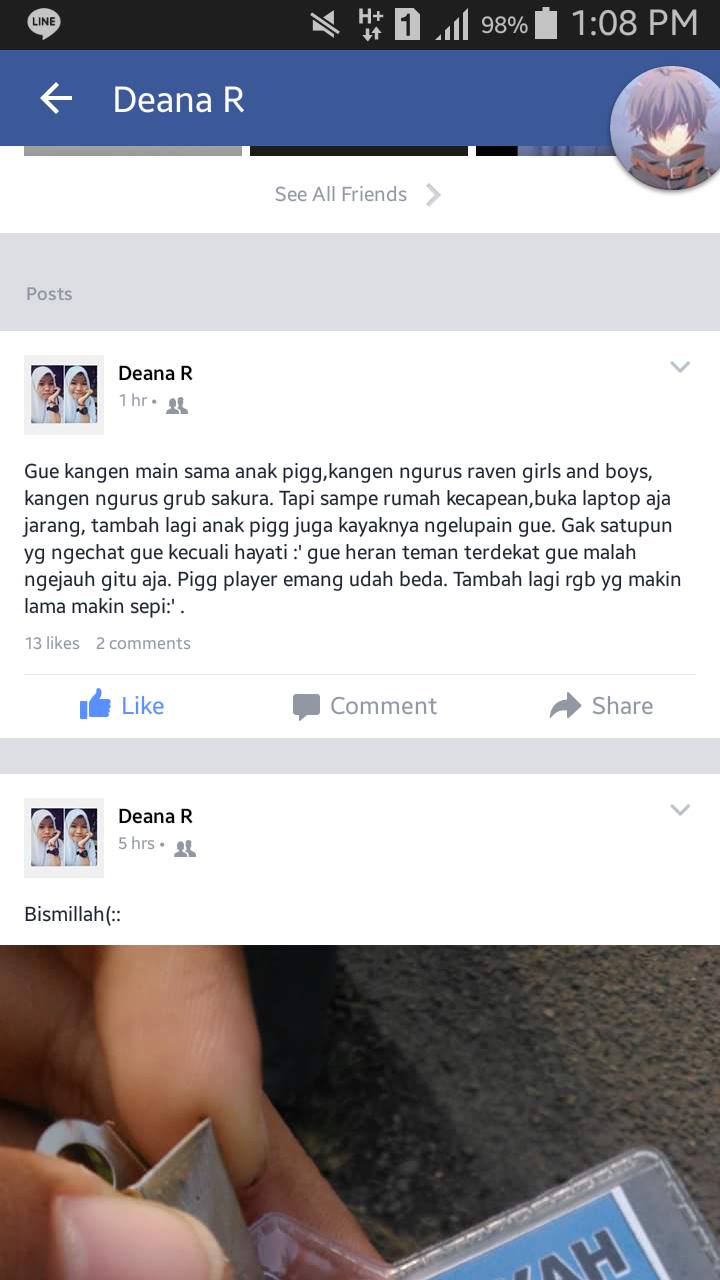 LINE
H+
1
98%
1:08 PM
Deana R
See All Friends
Posts
Deana R
1 hr •
Gue kangen main sama anak pigg,kangen ngurus raven girls and boys,
kangen ngurus grub sakura. Tapi sampe rumah kecapean,buka laptop aja
jarang, tambah lagi anak pigg juga kayaknya ngelupain gue. Gak satupun
yg ngechat gue kecuali hayati :' gue heran teman terdekat gue malah
ngejauh gitu aja. Pigg player emang udah beda. Tambah lagi rgb yg makin
lama makin sepi:' .
13 likes 2 comments
Like Comment Share
Deana R
5 hrs •
Bismillah(::